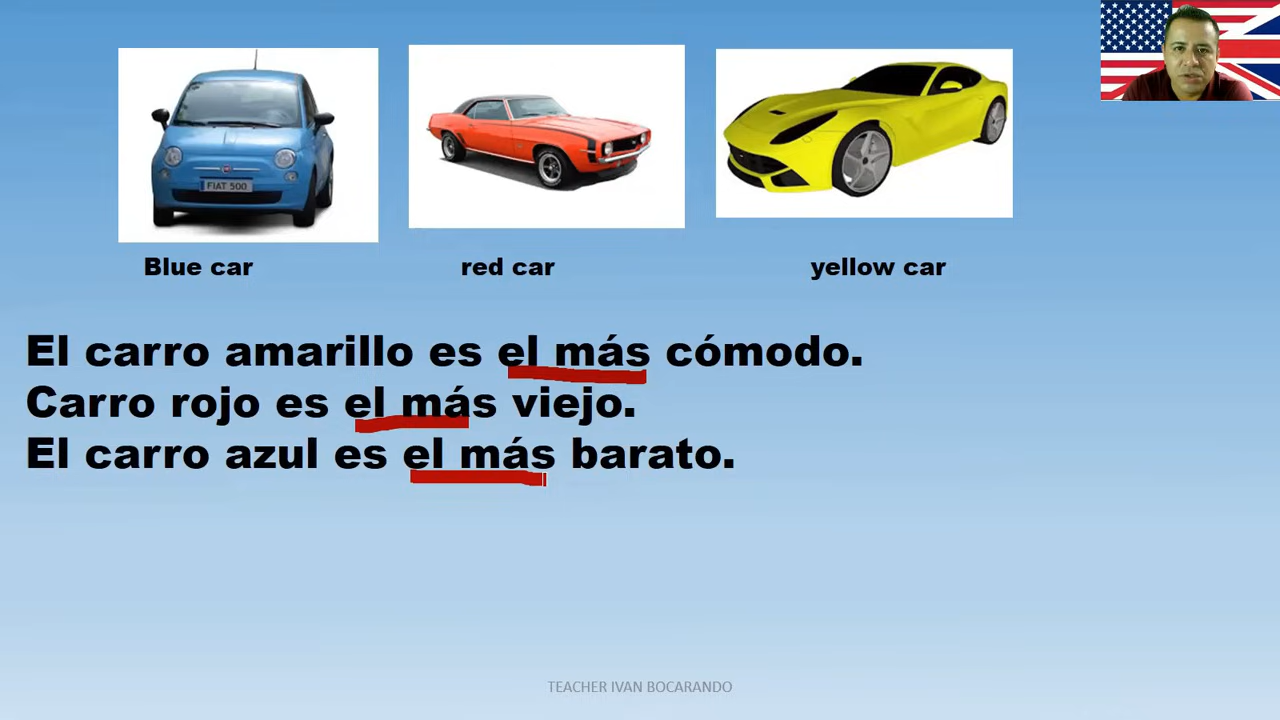 FIAT 500
Blue car
red car
yellow car
El carro amarillo es el más cómodo.
Carro rojo es el más viejo.
El carro azul es el más barato.
TEACHER IVAN BOCARANDO